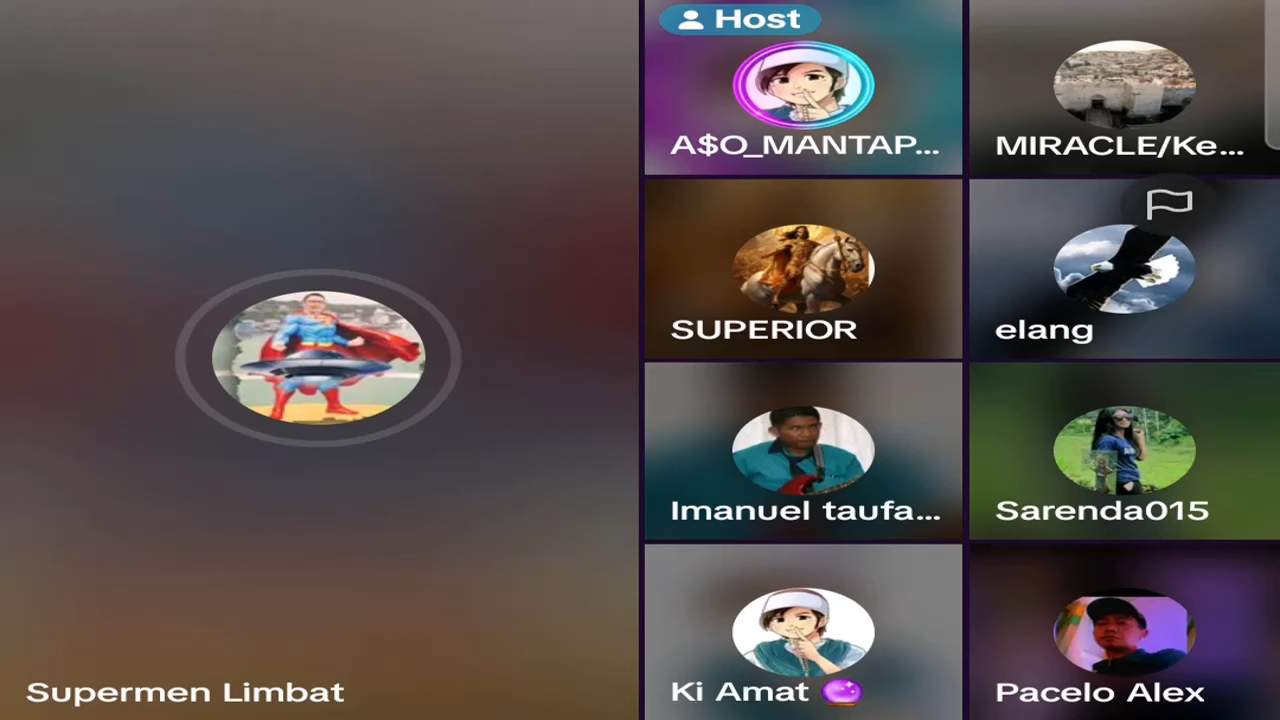 Host
A$O_MANTAP...
MIRACLE/Ke...
SUPERIOR
elang
Imanuel taufa...
Sarenda015
Supermen Limbat
Ki Amat 🔮
Pacelo Alex